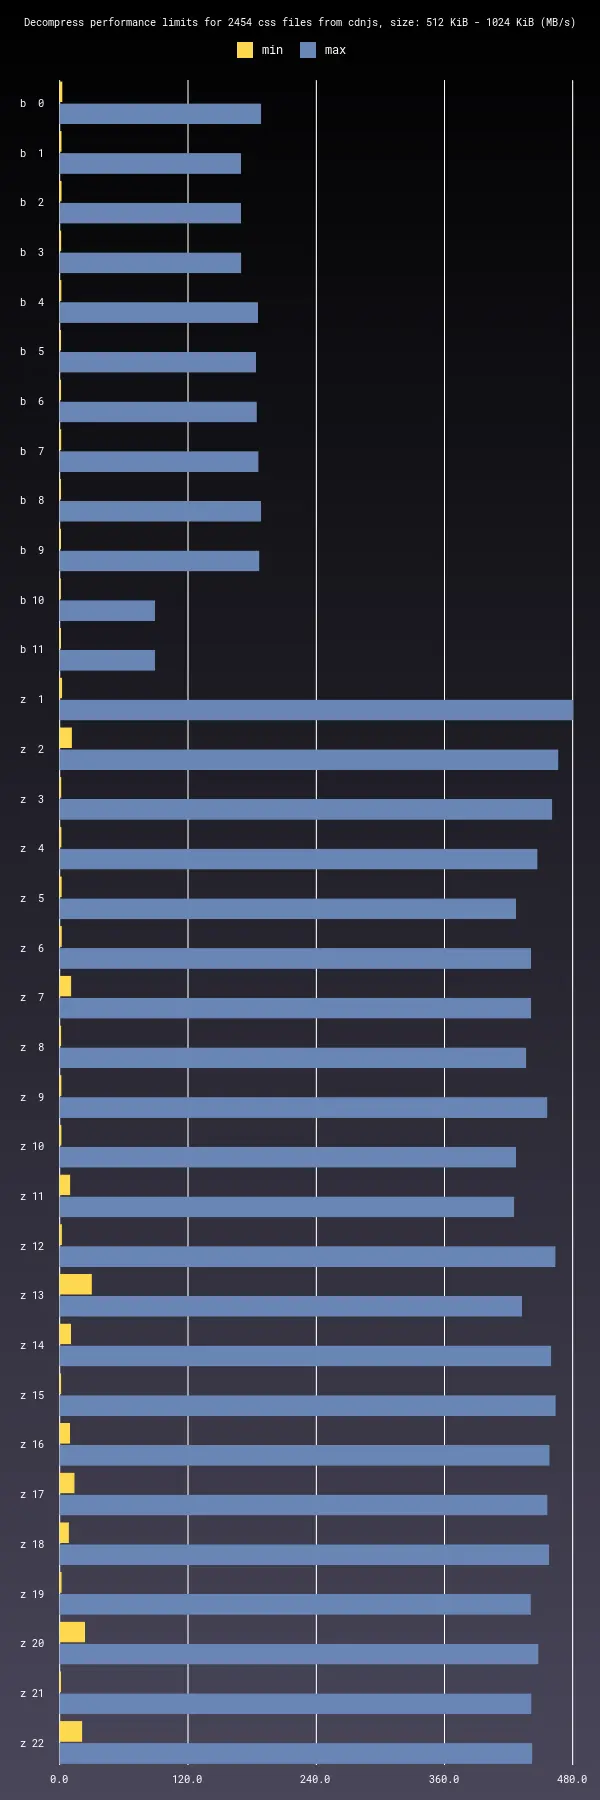 Decompress performance limits for 2454 css files from cdnjs, size: 512 KiB - 1024 KiB (MB/s)
min max
b 0
b 1
b 2
b 3
b 4
b 5
b 6
b 7
b 8
b 9
b 10
b 11
z 1
z 2
z 3
z 4
z 5
z 6
z 7
z 8
z 9
z 10
z 11
z 12
z 13
z 14
z 15
z 16
z 17
z 18
z 19
z 20
z 21
z 22
0.0 120.0 240.0 360.0 480.0